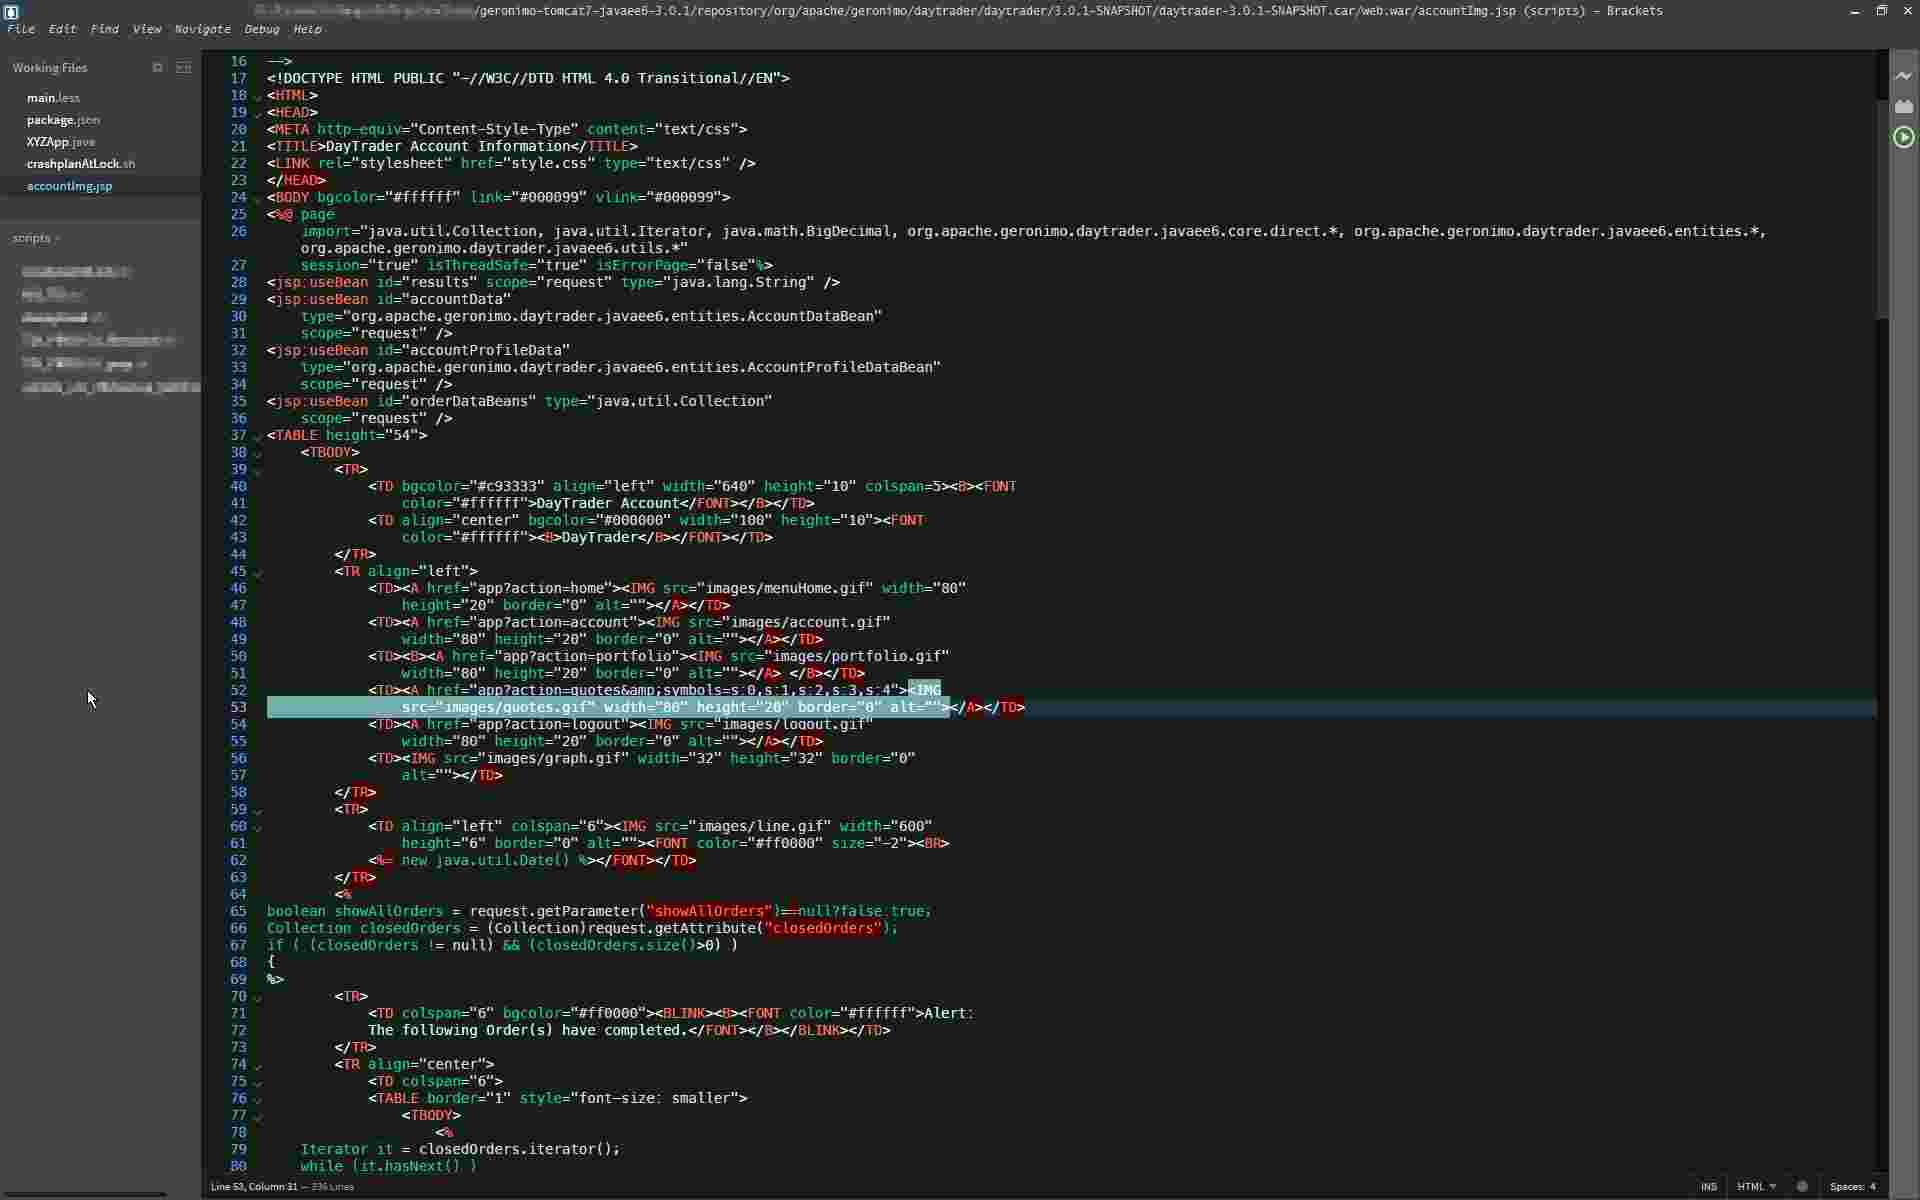 /geronimo-tomcat7-javaee6-3.0.1/repository/org/apache/geronimo/daytrader/daytrader/3.0.1-SNAPSHOT/daytrader-3.0.1-SNAPSHOT.car/web.war/accountImg.jsp (scripts) - Brackets
File Edit Find View Navigate Debug Help
Working Files
main.less
package.json
XYZApp.java
crashplanAtLock.sh
accountImg.jsp
scripts
16 -->
17 <!DOCTYPE HTML PUBLIC "-//W3C//DTD HTML 4.0 Transitional//EN">
18 <HTML>
19 <HEAD>
20 <META http-equiv="Content-Style-Type" content="text/css">
21 <TITLE>DayTrader Account Information</TITLE>
22 <LINK rel="stylesheet" href="style.css" type="text/css" />
23 </HEAD>
24 <BODY bgcolor="#ffffff" link="#000099" vlink="#000099">
25 <%@ page
26 import="java.util.Collection, java.util.Iterator, java.math.BigDecimal, org.apache.geronimo.daytrader.javaee6.core.direct.*, org.apache.geronimo.daytrader.javaee6.entities.*,
org.apache.geronimo.daytrader.javaee6.utils.*"
27 session="true" isThreadSafe="true" isErrorPage="false"%>
28 <jsp:useBean id="results" scope="request" type="java.lang.String" />
29 <jsp:useBean id="accountData"
30 type="org.apache.geronimo.daytrader.javaee6.entities.AccountDataBean"
31 scope="request" />
32 <jsp:useBean id="accountProfileData"
33 type="org.apache.geronimo.daytrader.javaee6.entities.AccountProfileDataBean"
34 scope="request" />
35 <jsp:useBean id="orderDataBeans" type="java.util.Collection"
36 scope="request" />
37 <TABLE height="54">
38 <TBODY>
39 <TR>
40 <TD bgcolor="#c93333" align="left" width="640" height="10" colspan=5><B><FONT
41 color="#ffffff">DayTrader Account</FONT></B></TD>
42 <TD align="center" bgcolor="#000000" width="100" height="10"><FONT
43 color="#ffffff"><B>DayTrader</B></FONT></TD>
44 </TR>
45 <TR align="left">
46 <TD><A href="app?action=home"><IMG src="images/menuHome.gif" width="80"
47 height="20" border="0" alt=""></A></TD>
48 <TD><A href="app?action=account"><IMG src="images/account.gif"
49 width="80" height="20" border="0" alt=""></A></TD>
50 <TD><B><A href="app?action=portfolio"><IMG src="images/portfolio.gif"
51 width="80" height="20" border="0" alt=""></A> </B></TD>
52 <TD><A href="app?action=quotes&amp;symbols=s:0,s:1,s:2,s:3,s:4"><IMG
53 src="images/quotes.gif" width="80" height="20" border="0" alt=""></A></TD>
54 <TD><A href="app?action=logout"><IMG src="images/logout.gif"
55 width="80" height="20" border="0" alt=""></A></TD>
56 <TD><IMG src="images/graph.gif" width="32" height="32" border="0"
57 alt=""></TD>
58 </TR>
59 <TR>
60 <TD align="left" colspan="6"><IMG src="images/line.gif" width="600"
61 height="6" border="0" alt=""><FONT color="#ff0000" size="-2"><BR>
62 <%= new java.util.Date() %></FONT></TD>
63 </TR>
64 <%
65 boolean showAllOrders = request.getParameter("showAllOrders")==null?false:true;
66 Collection closedOrders = (Collection)request.getAttribute("closedOrders");
67 if ( (closedOrders != null) && (closedOrders.size()>0) )
68 {
69 %>
70 <TR>
71 <TD colspan="6" bgcolor="#ff0000"><BLINK><B><FONT color="#ffffff">Alert:
72 The following Order(s) have completed.</FONT></B></BLINK></TD>
73 </TR>
74 <TR align="center">
75 <TD colspan="6">
76 <TABLE border="1" style="font-size: smaller">
77 <TBODY>
78 <%
79 Iterator it = closedOrders.iterator();
80 while (it.hasNext() )
Line 53, Column 31 — 336 Lines
INS HTML Spaces: 4